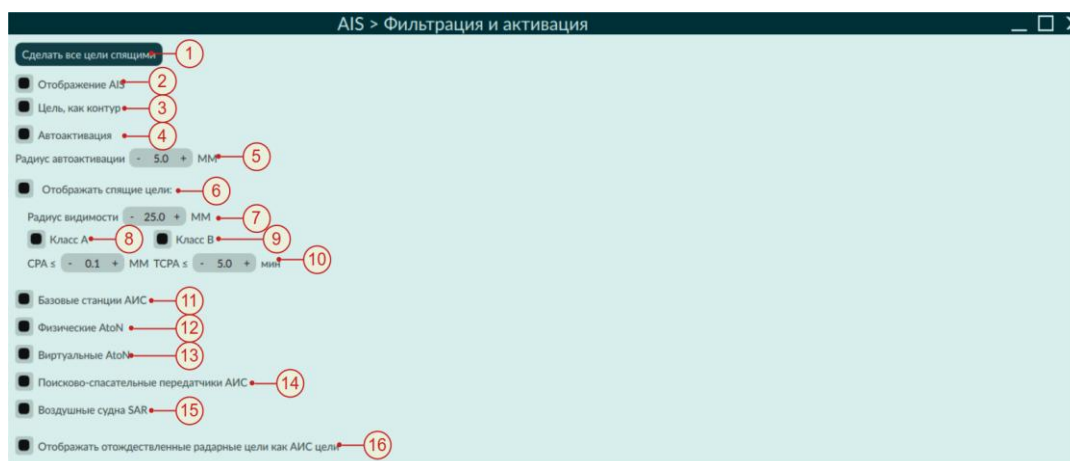 AIS > Фильтрация и активация
Сделать все цели спящими 1
Отображение AIS 2
Цель, как контур 3
Автоактивация 4
Радиус автоактивации - 5.0 + ММ 5
Отображать спящие цели: 6
Радиус видимости - 25.0 + ММ 7
Класс A 8 Класс B 9
CPA ≤ - 0.1 + ММ TCPA ≤ - 5.0 + мин 10
Базовые станции АИС 11
Физические AtoN 12
Виртуальные AtoN 13
Поисково-спасательные передатчики АИС 14
Воздушные судна SAR 15
Отображать отождествленные радарные цели как АИС цели 16